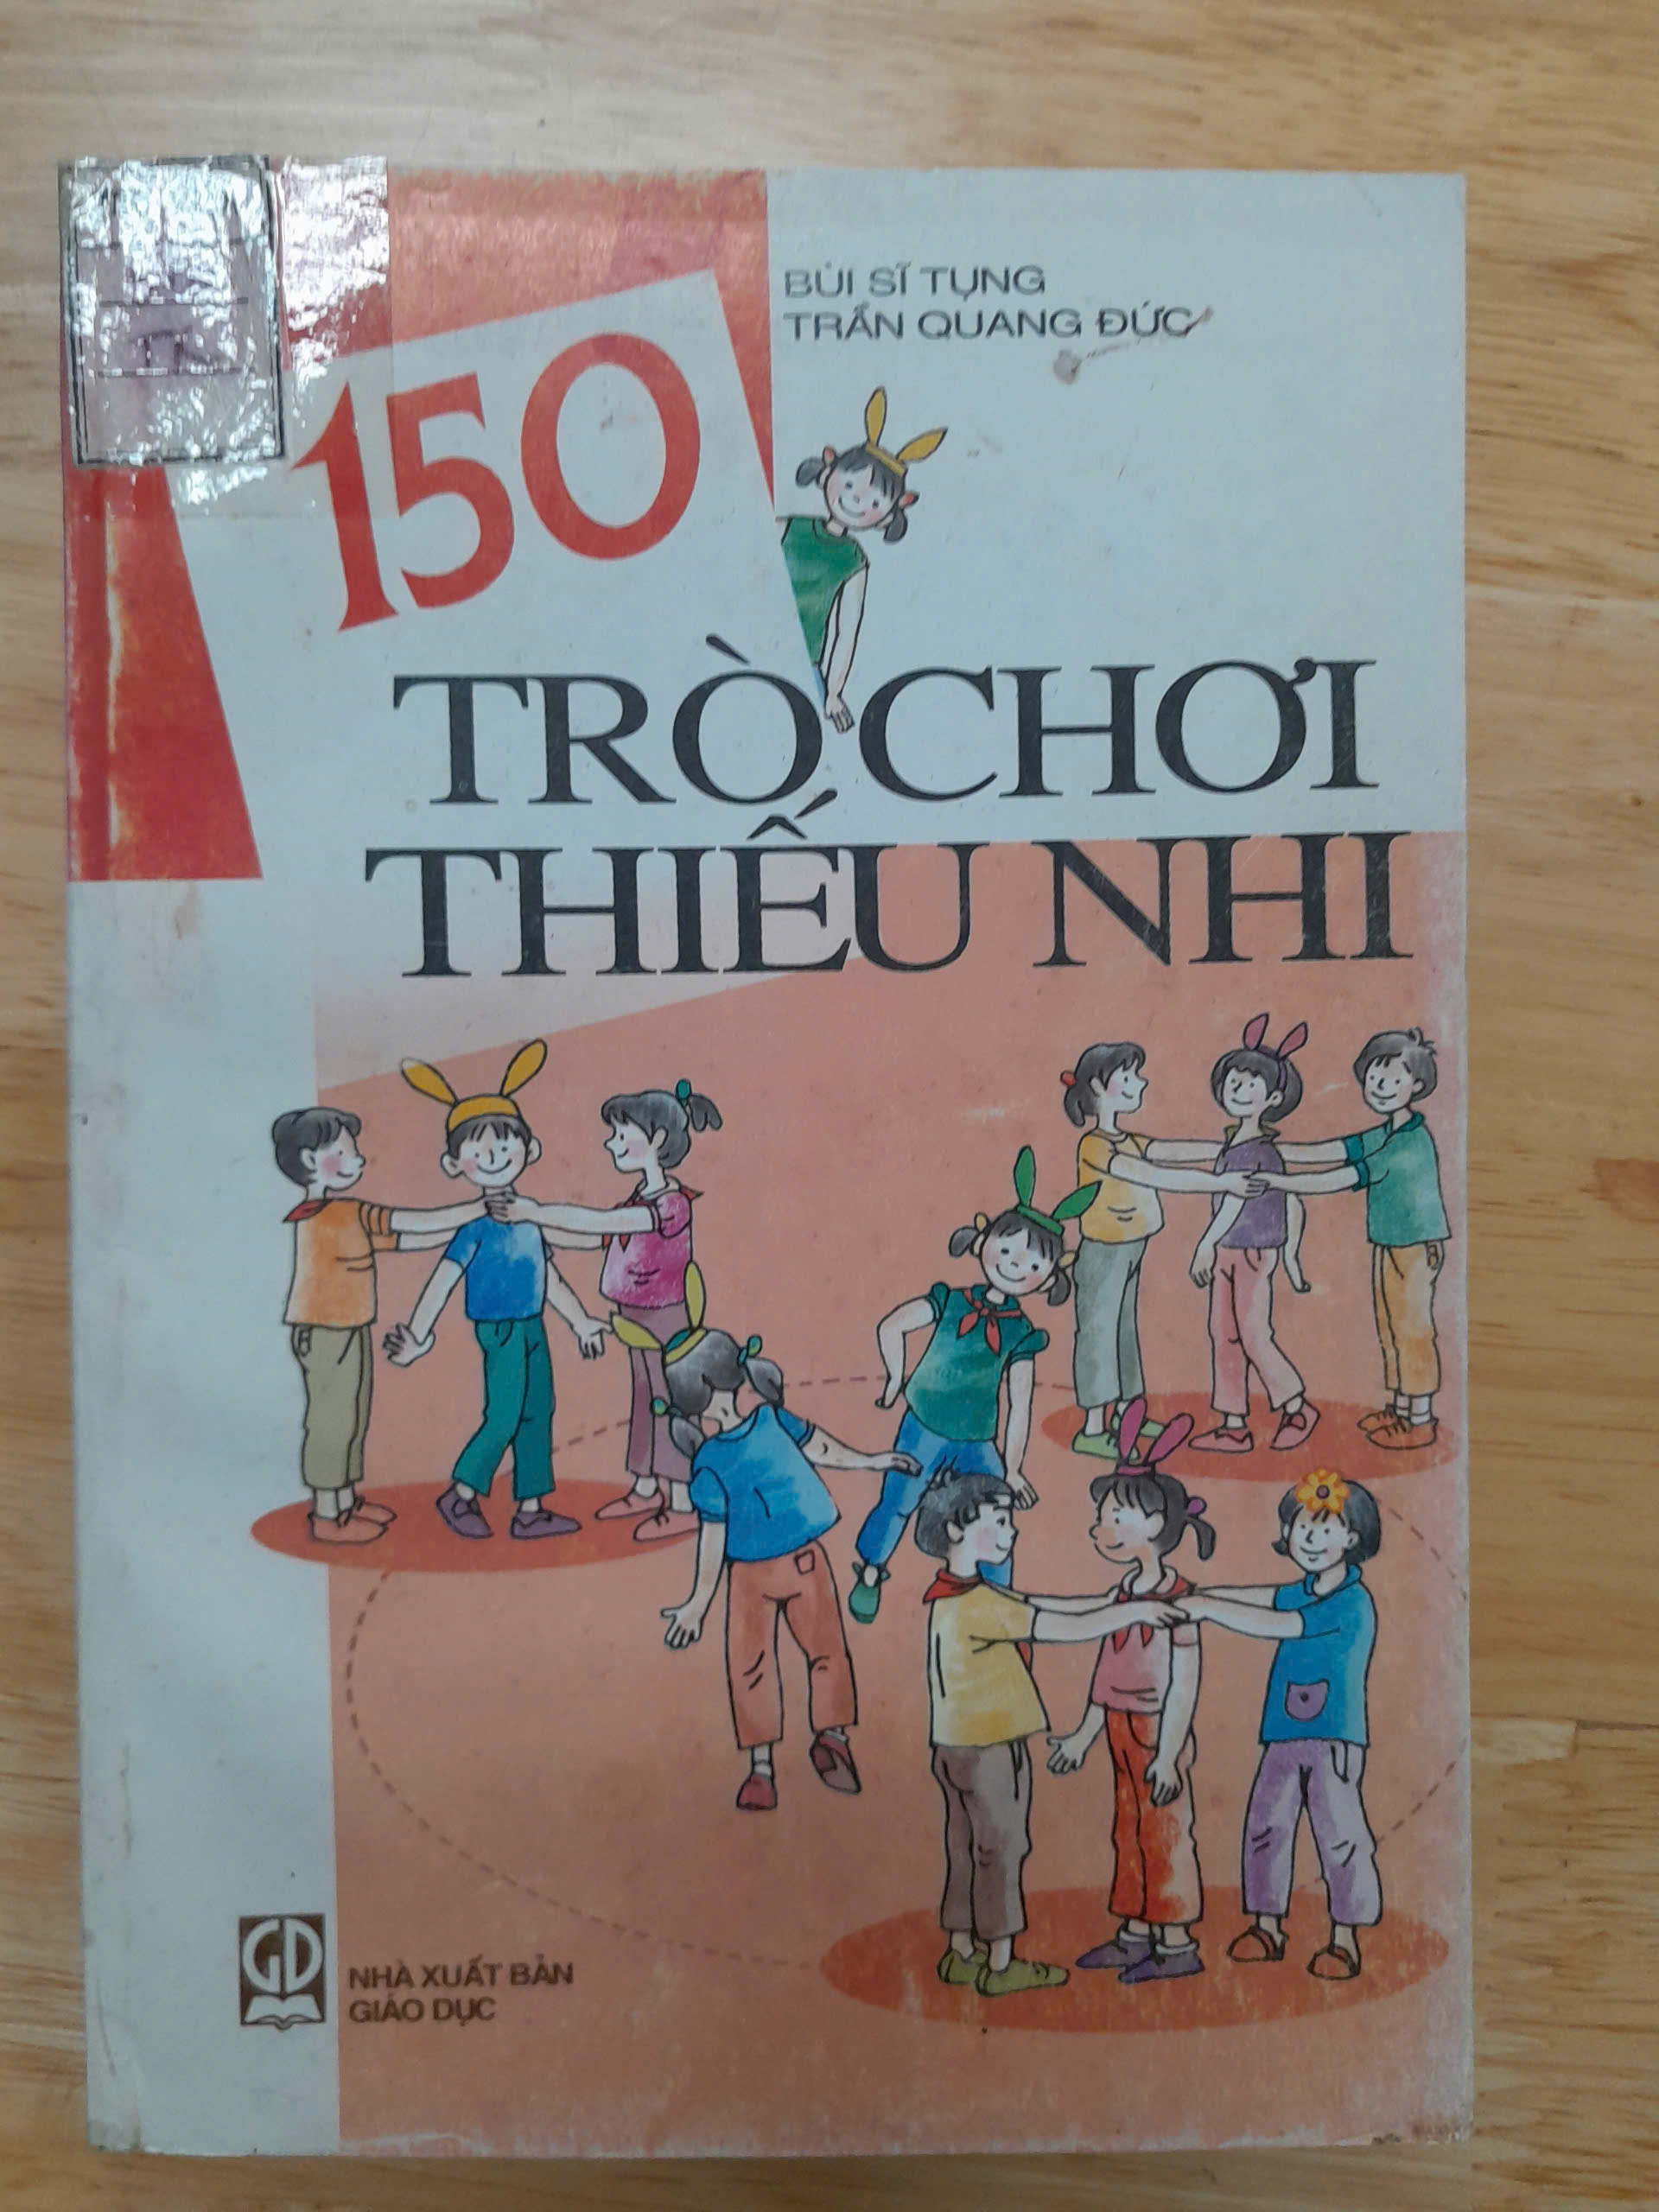 BÙI SĨ TỤNG
TRẦN QUANG ĐỨC
150
TRÒ CHƠI
THIẾU NHI
GD
NHÀ XUẤT BẢN
GIÁO DỤC